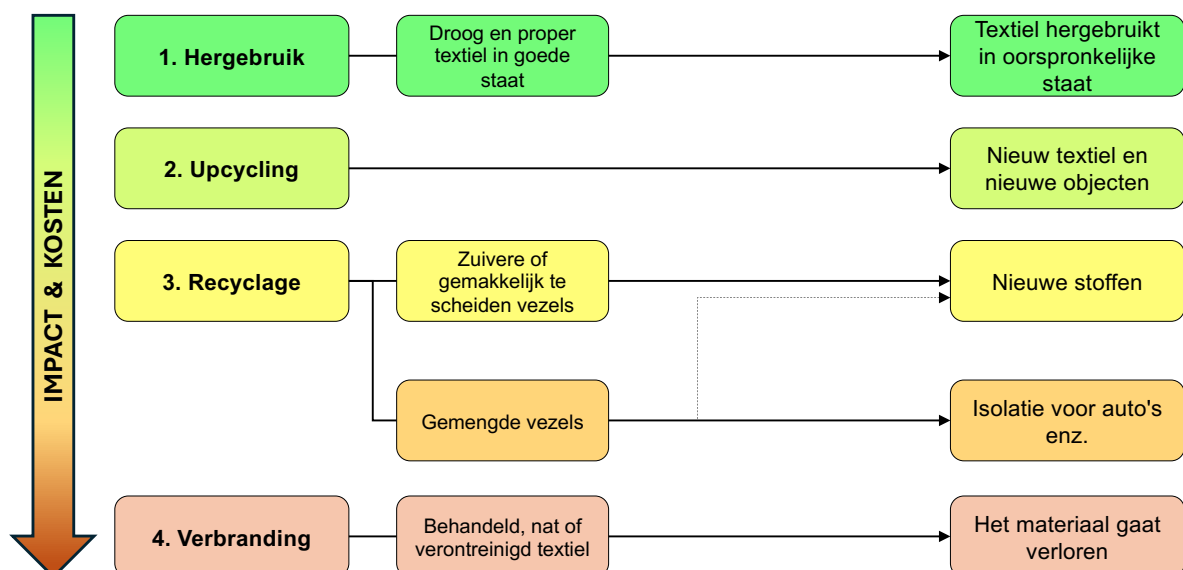 IMPACT & KOSTEN
1. Hergebruik
Droog en proper
textiel in goede
staat
Textiel hergebruikt
in oorspronkelijke
staat
2. Upcycling
Nieuw textiel en
nieuwe objecten
3. Recyclage
Zuivere of
gemakkelijk te
scheiden vezels
Nieuwe stoffen
Gemengde vezels
Isolatie voor auto's
enz.
4. Verbranding
Behandeld, nat of
verontreinigd textiel
Het materiaal gaat
verloren